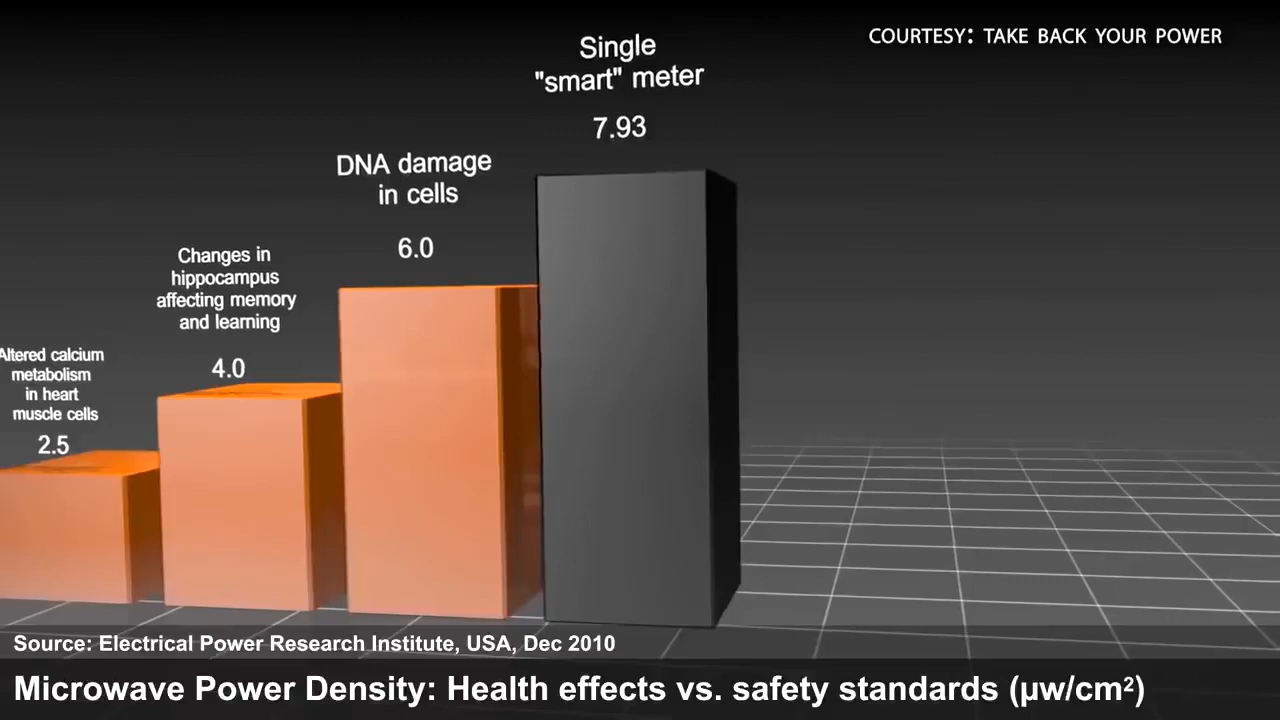 COURTESY: TAKE BACK YOUR POWER
Single
"smart" meter
7.93
DNA damage
in cells
6.0
Changes in
hippocampus
affecting memory
and learning
4.0
Altered calcium
metabolism
in heart
muscle cells
2.5
Source: Electrical Power Research Institute, USA, Dec 2010
Microwave Power Density: Health effects vs. safety standards (µw/cm²)